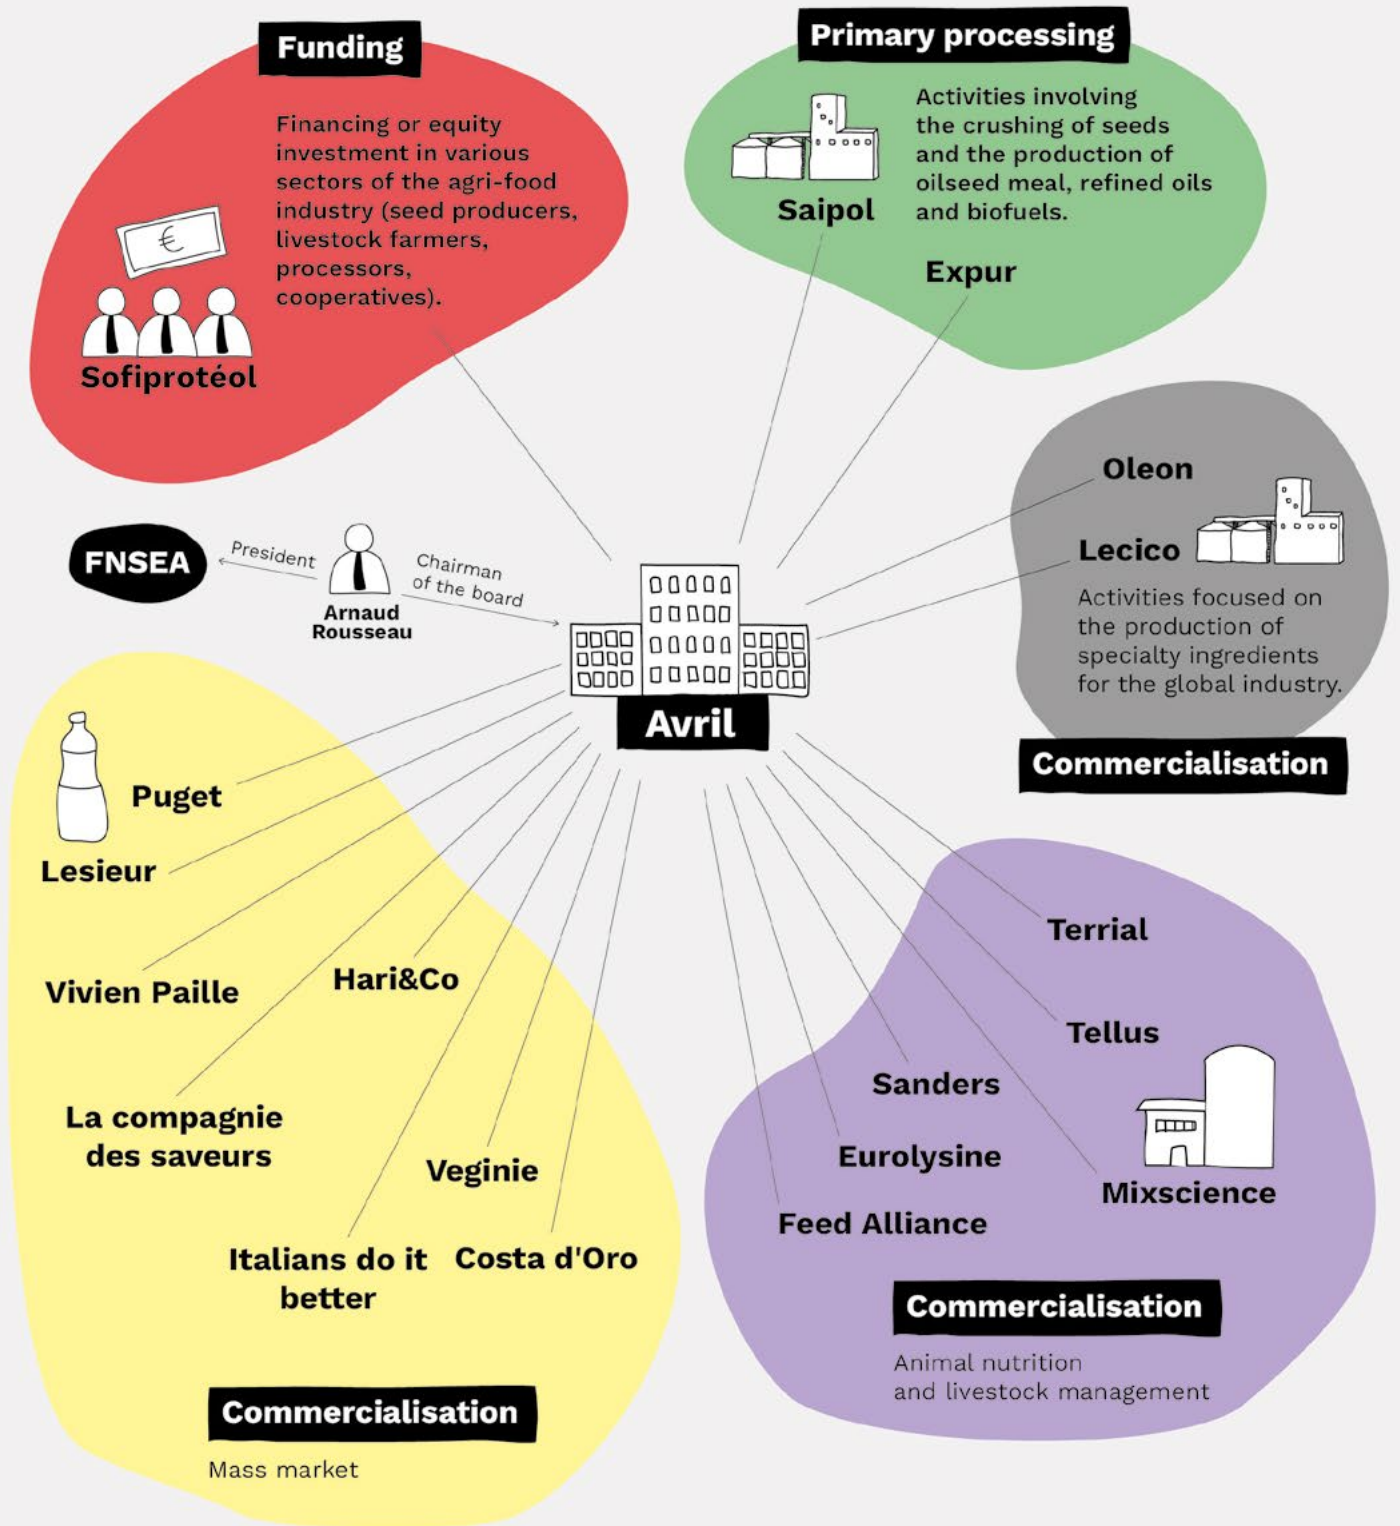 Funding
Financing or equity
investment in various
sectors of the agri-food
industry (seed producers,
livestock farmers,
processors,
cooperatives).
€
Sofiprotéol
Primary processing
Activities involving
the crushing of seeds
and the production of
oilseed meal, refined oils
and biofuels.
Saipol
Expur
Oleon
Lecico
Activities focused on
the production of
specialty ingredients
for the global industry.
Commercialisation
FNSEA
President
Arnaud
Rousseau
Chairman
of the board
Avril
Puget
Lesieur
Vivien Paille
Hari&Co
La compagnie
des saveurs
Veginie
Italians do it
better
Costa d'Oro
Commercialisation
Mass market
Terrial
Tellus
Sanders
Eurolysine
Mixscience
Feed Alliance
Commercialisation
Animal nutrition
and livestock management